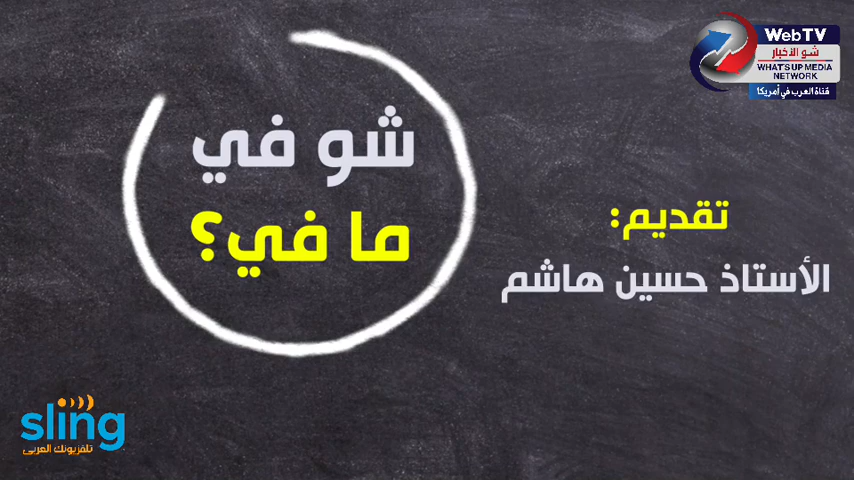 WebTV
شو الأخبار
WHAT'S UP MEDIA
NETWORK
قناة العرب في أمريكا
شو في
ما في؟
تقديم:
الأستاذ حسين هاشم
sling
تلفزيونك العربي